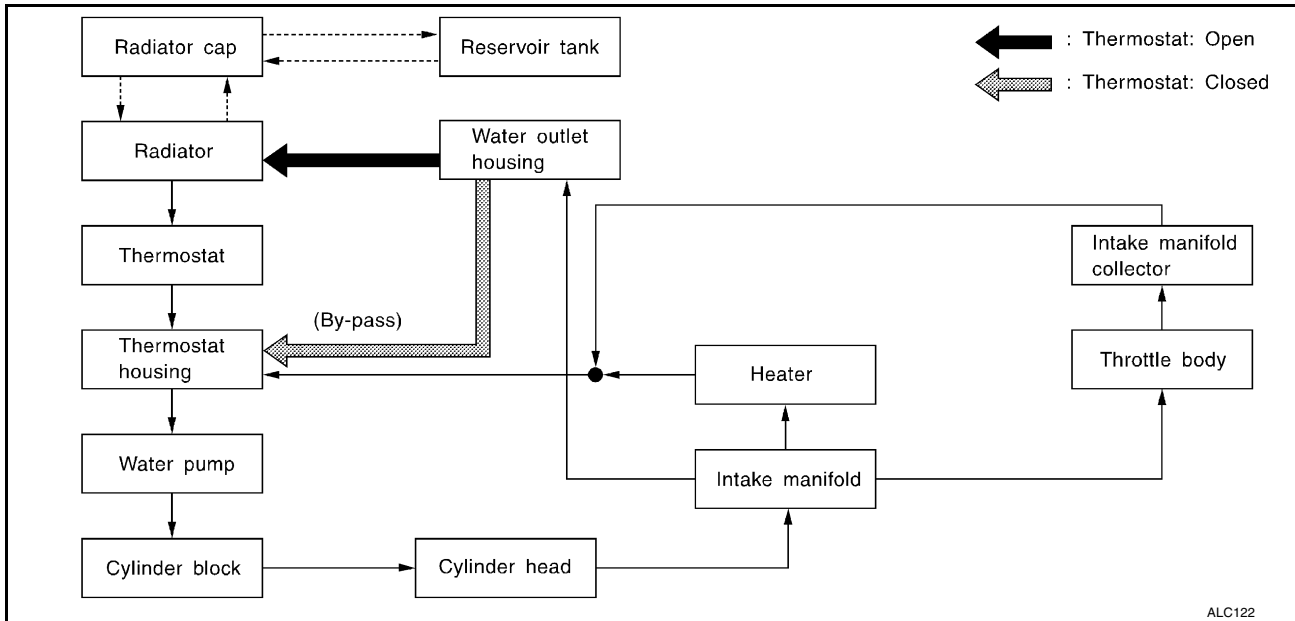 Radiator cap
Reservoir tank
: Thermostat: Open
: Thermostat: Closed
Radiator
Water outlet
housing
Thermostat
Intake manifold
collector
(By-pass)
Thermostat
housing
Heater
Throttle body
Water pump
Intake manifold
Cylinder block
Cylinder head
ALC122